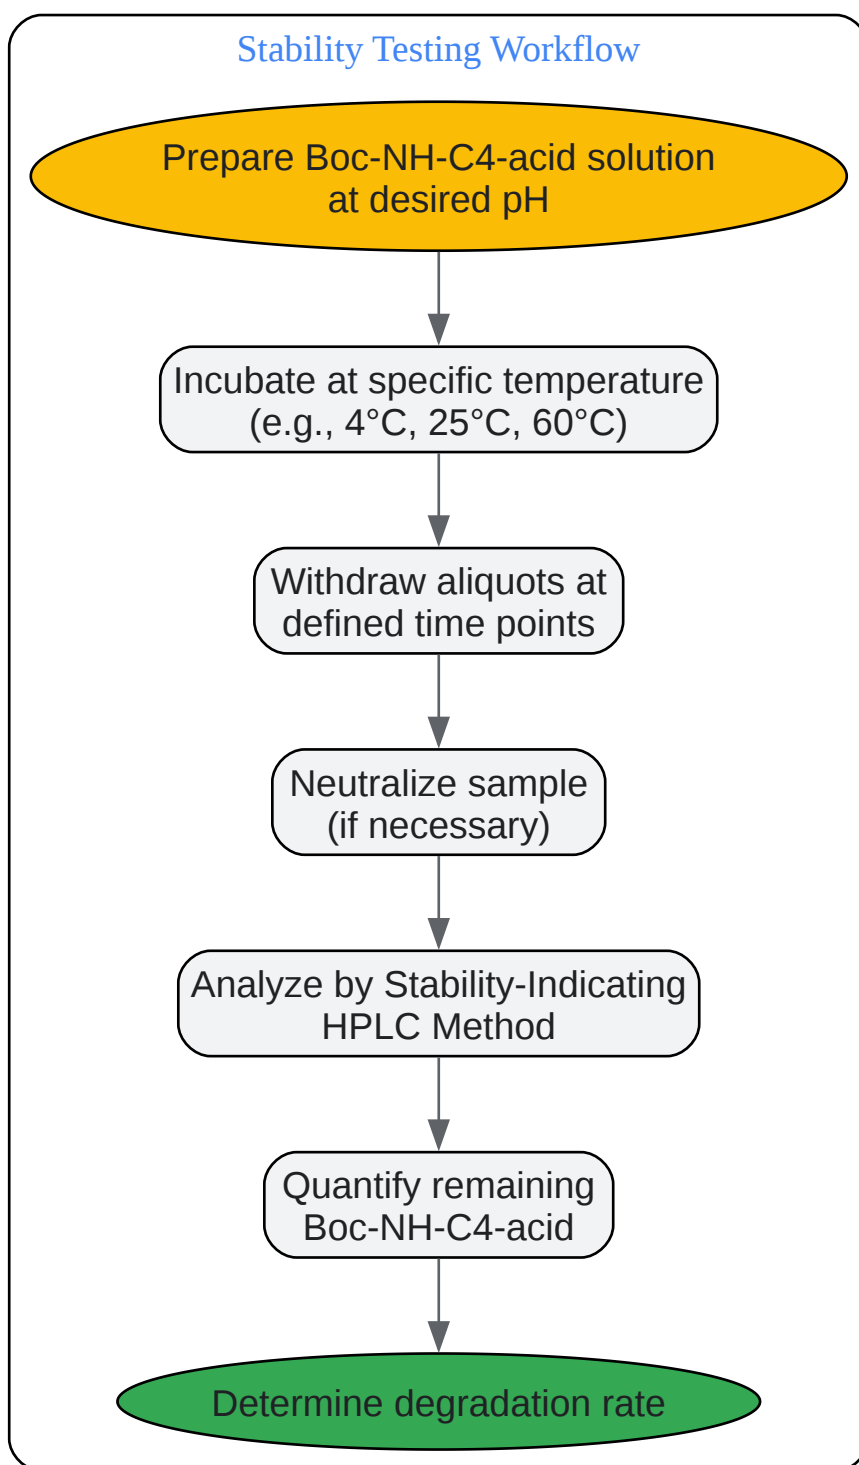 Stability Testing Workflow
Prepare Boc-NH-C4-acid solution
at desired pH
Incubate at specific temperature
(e.g., 4°C, 25°C, 60°C)
Withdraw aliquots at
defined time points
Neutralize sample
(if necessary)
Analyze by Stability-Indicating
HPLC Method
Quantify remaining
Boc-NH-C4-acid
Determine degradation rate